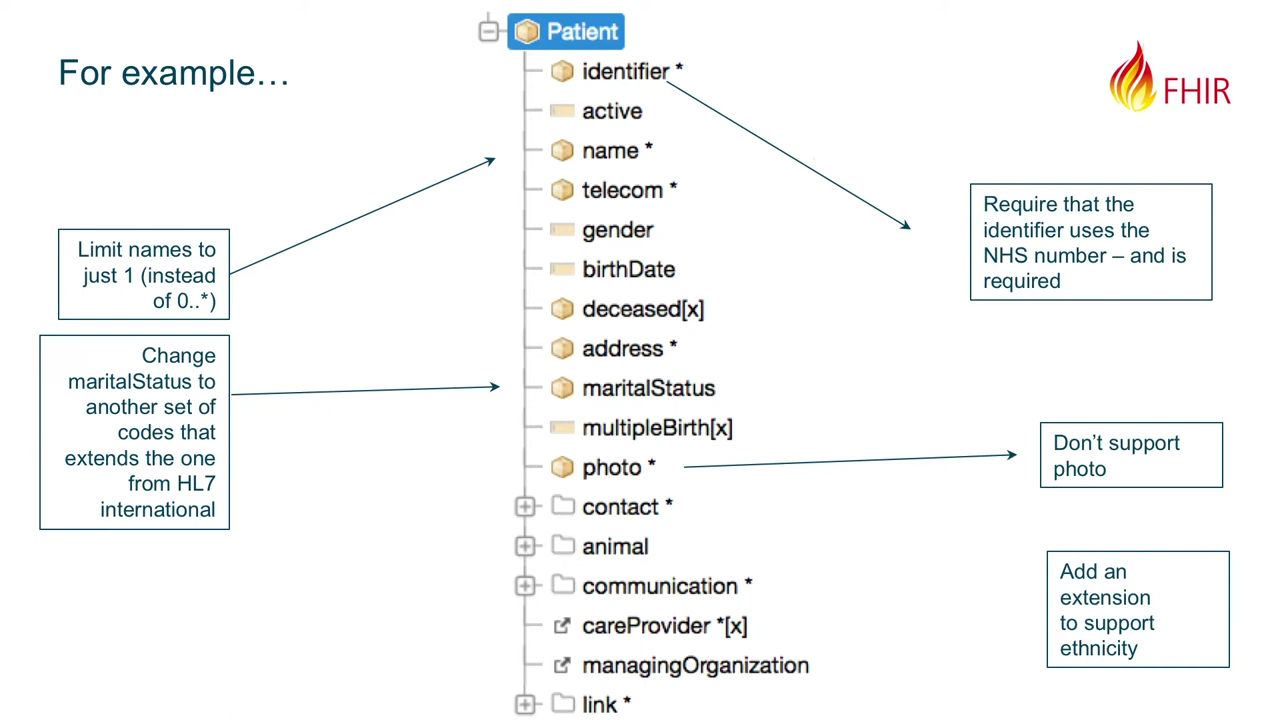 For example…
Patient
identifier *
active
name *
telecom *
gender
birthDate
deceased[x]
address *
maritalStatus
multipleBirth[x]
photo *
contact *
animal
communication *
careProvider *[x]
managingOrganization
link *
FHIR
Limit names to
just 1 (instead
of 0..*)
Change
maritalStatus to
another set of
codes that
extends the one
from HL7
international
Require that the
identifier uses the
NHS number – and is
required
Don’t support
photo
Add an
extension
to support
ethnicity